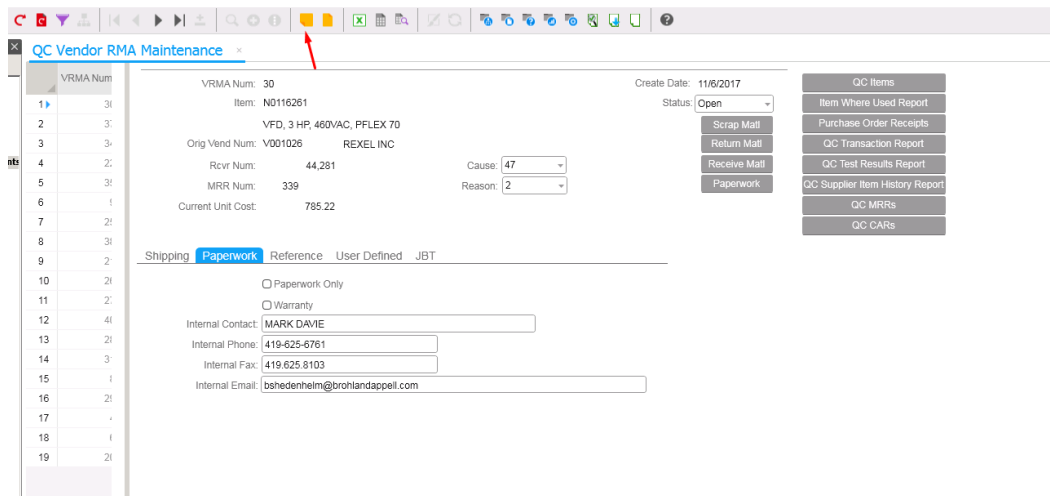 QC Vendor RMA Maintenance
VRMA Num
VRMA Num: 30
Create Date: 11/6/2017
QC Items
Item: N0116261
Status: Open
Item Where Used Report
VFD, 3 HP, 460VAC, PFLEX 70
Scrap Matl
Purchase Order Receipts
Orig Vend Num: V001026 REXEL INC
Return Matl
QC Transaction Report
Rcvr Num: 44,281
Cause: 47
Receive Matl
QC Test Results Report
MRR Num: 339
Reason: 2
Paperwork
QC Supplier Item History Report
Current Unit Cost: 785.22
QC MRRs
QC CARs
Shipping Paperwork Reference User Defined JBT
Paperwork Only
Warranty
Internal Contact: MARK DAVIE
Internal Phone: 419-625-6761
Internal Fax: 419.625.8103
Internal Email: bshedenhelm@brohlandappell.com
1
2
3
4
5
6
7
8
9
10
11
12
13
14
15
16
17
18
19